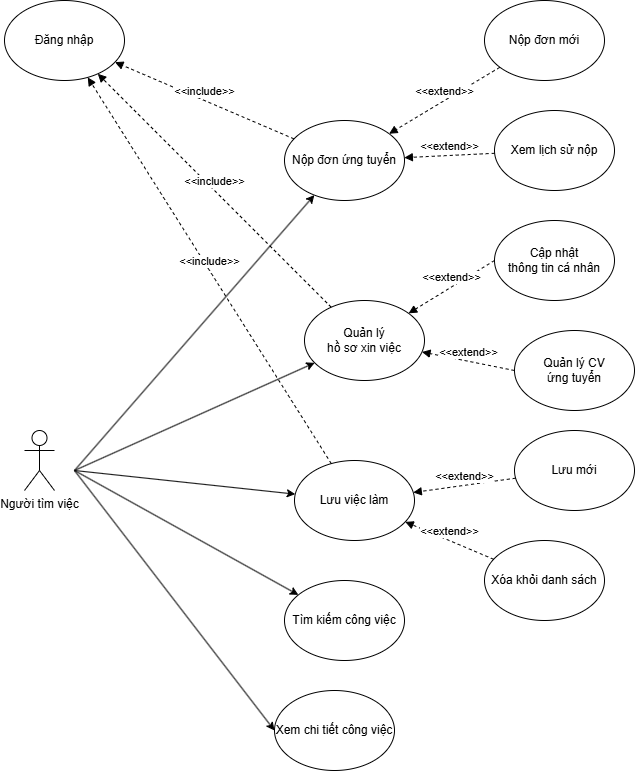 Đăng nhập
Nộp đơn mới
<<include>>
<<extend>>
Nộp đơn ứng tuyển
<<extend>>
Xem lịch sử nộp
<<include>>
Cập nhật
thông tin cá nhân
<<include>>
<<extend>>
Quản lý
hồ sơ xin việc
<<extend>>
Quản lý CV
ứng tuyển
Người tìm việc
Lưu việc làm
<<extend>>
Lưu mới
<<extend>>
Xóa khỏi danh sách
Tìm kiếm công việc
Xem chi tiết công việc